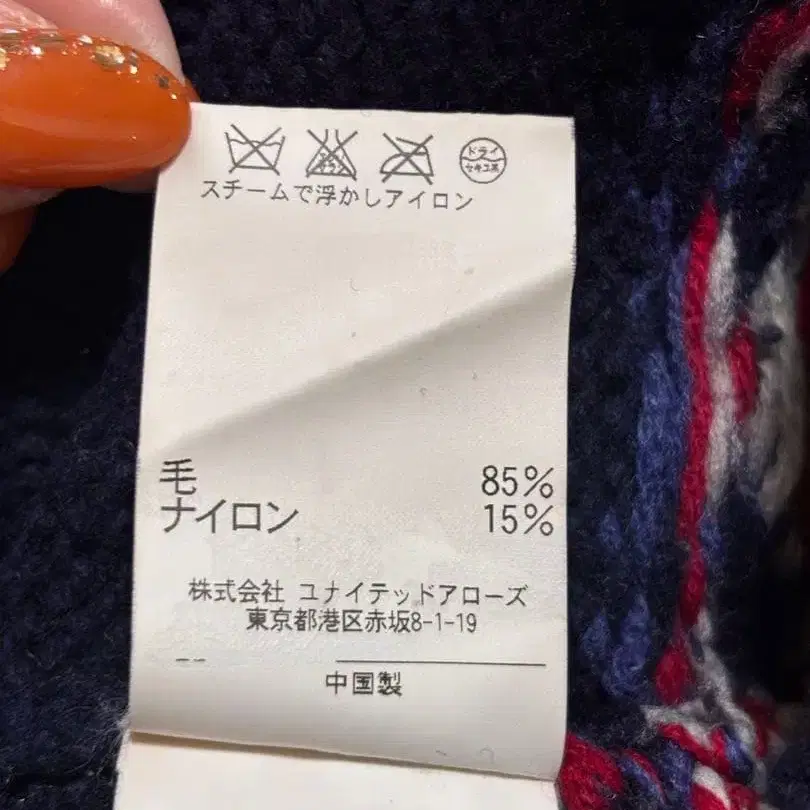 ドライ
セキユ系
スチームで浮かしアイロン
毛 85%
ナイロン 15%
株式会社 ユナイテッドアローズ
東京都港区赤坂8-1-19
中国製